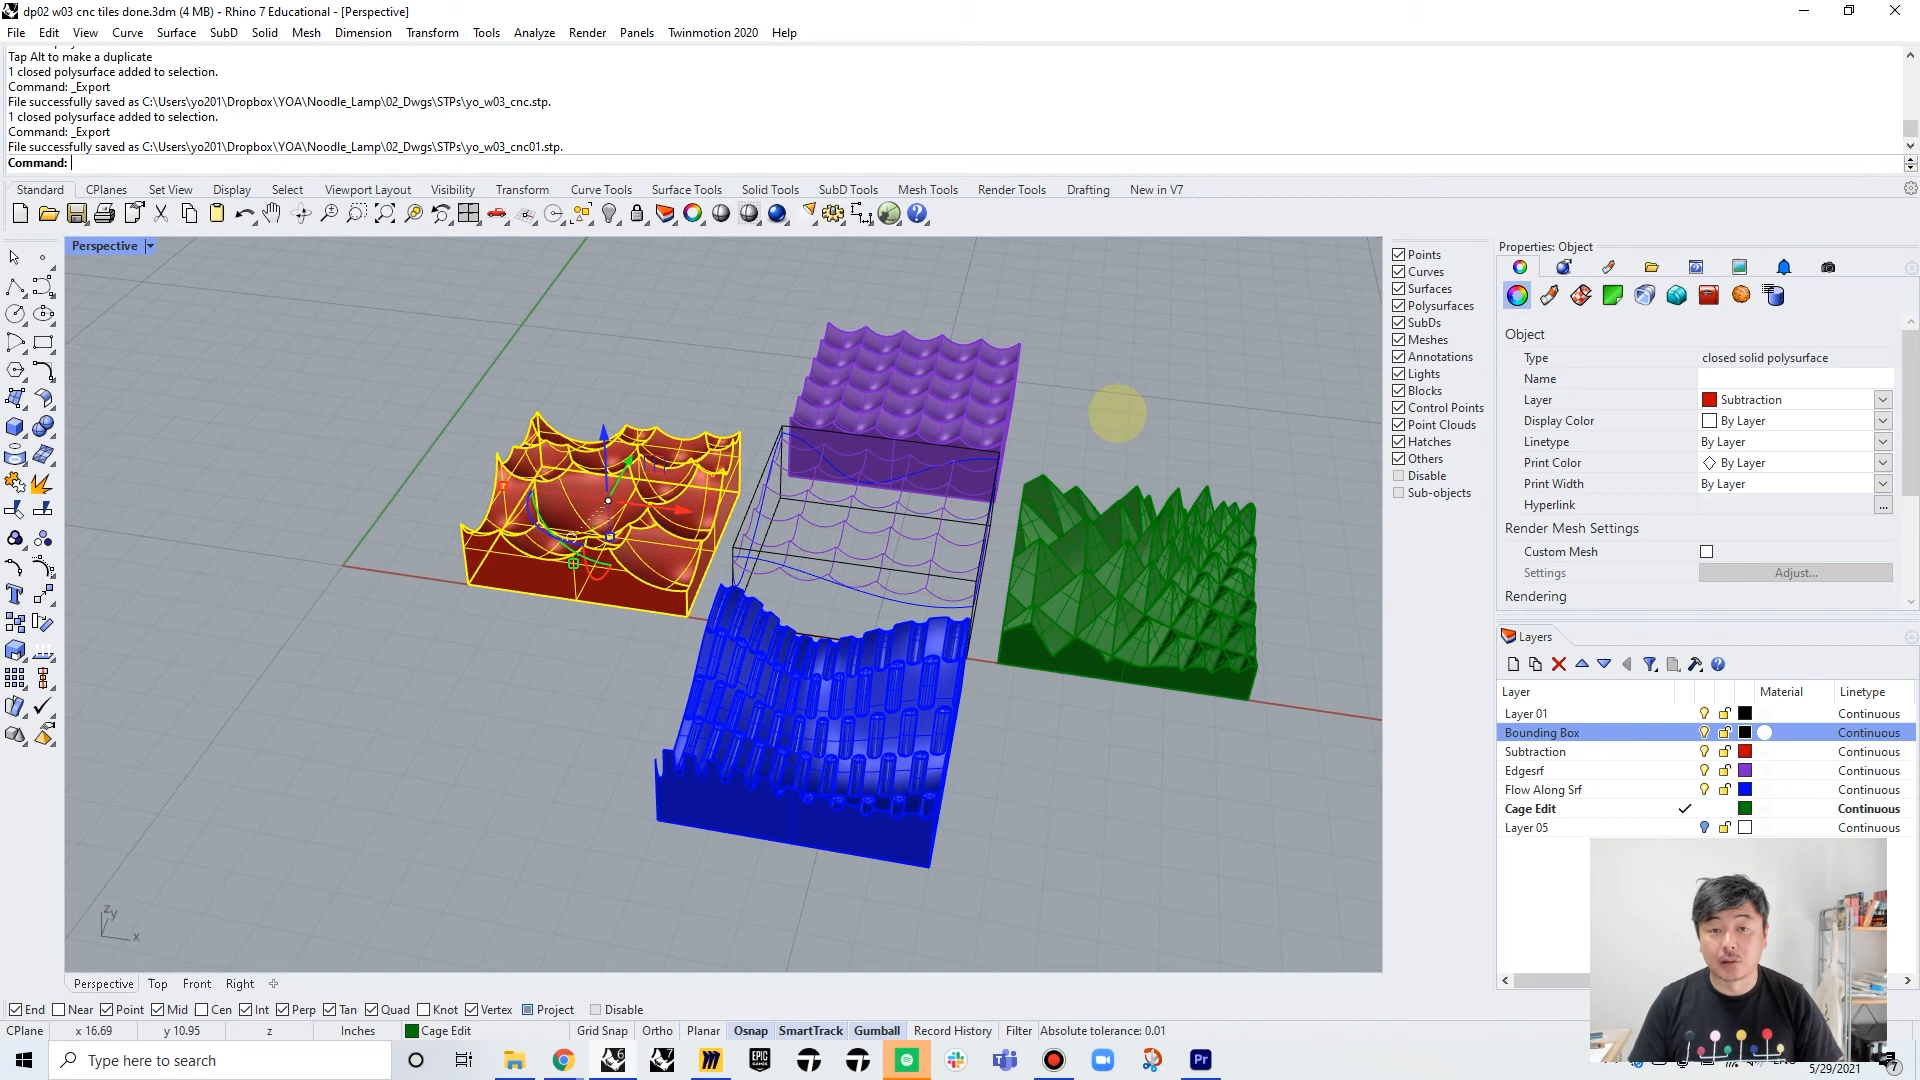 dp02 w03 cnc tiles done.3dm (4 MB) - Rhino 7 Educational - [Perspective]
File Edit View Curve Surface SubD Solid Mesh Dimension Transform Tools Analyze Render Panels Twinmotion 2020 Help
Tap Alt to make a duplicate
1 closed polysurface added to selection.
Command: _Export
File successfully saved as C:\Users\yo201\Dropbox\YOA\Noodle_Lamp\02_Dwgs\STPs\yo_w03_cnc.stp.
1 closed polysurface added to selection.
Command: _Export
File successfully saved as C:\Users\yo201\Dropbox\YOA\Noodle_Lamp\02_Dwgs\STPs\yo_w03_cnc01.stp.
Command:
Standard CPlanes Set View Display Select Viewport Layout Visibility Transform Curve Tools Surface Tools Solid Tools SubD Tools Mesh Tools Render Tools Drafting New in V7
Perspective
Points
Curves
Surfaces
Polysurfaces
SubDs
Meshes
Annotations
Lights
Blocks
Control Points
Point Clouds
Hatches
Others
Disable
Sub-objects
Properties: Object
Object
Type closed solid polysurface
Name
Layer Subtraction
Display Color By Layer
Linetype By Layer
Print Color By Layer
Print Width By Layer
Hyperlink ...
Render Mesh Settings
Custom Mesh
Settings Adjust...
Rendering
Layers
Layer Material Linetype
Layer 01 Continuous
Bounding Box Continuous
Subtraction Continuous
Edgesrf Continuous
Flow Along Srf Continuous
Cage Edit Continuous
Layer 05 Continuous
z y x
Perspective Top Front Right
End Near Point Mid Cen Int Perp Tan Quad Knot Vertex Project Disable
CPlane x 16.69 y 10.95 z Inches Cage Edit Grid Snap Ortho Planar Osnap SmartTrack Gumball Record History Filter Absolute tolerance: 0.01
Type here to search
EPIC GAMES
Pr
5/29/2021
7